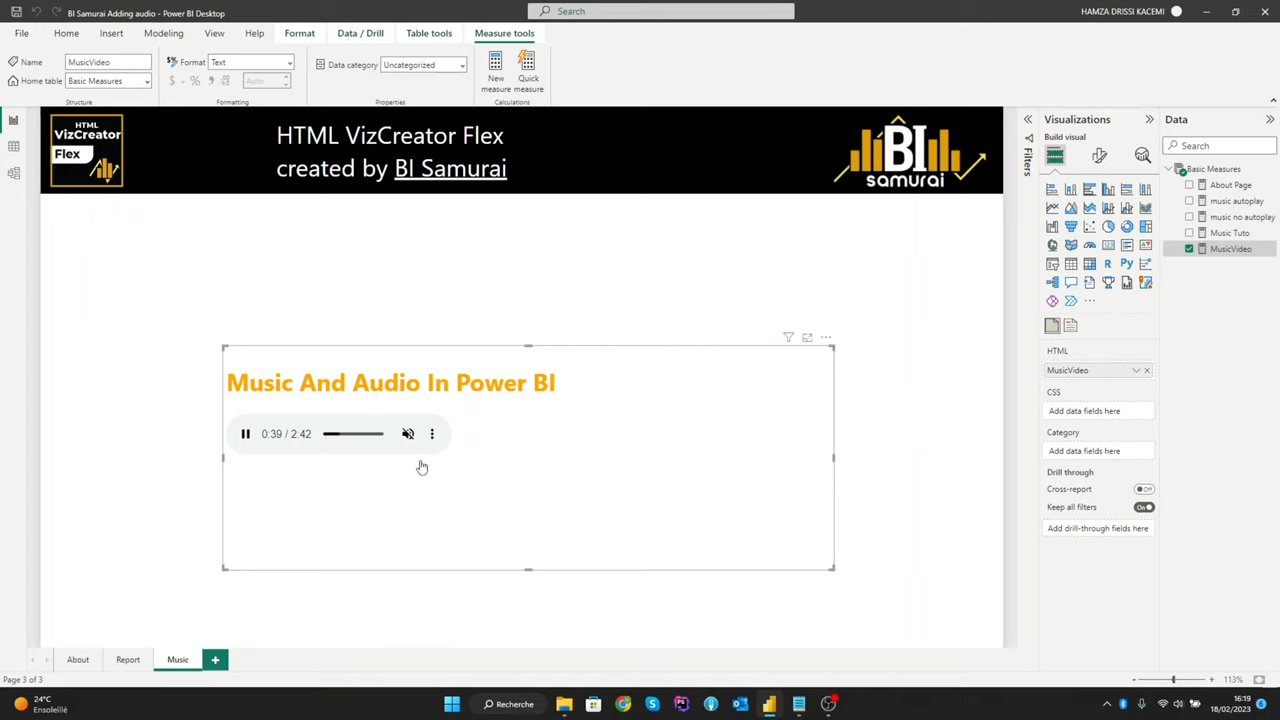 BI Samurai Adding audio - Power BI Desktop
Search
HAMZA DRISSI KACEMI
File
Home
Insert
Modeling
View
Help
Format
Data / Drill
Table tools
Measure tools
Name
MusicVideo
Home table
Basic Measures
Structure
Format
Text
$
%
Auto
Formatting
Data category
Uncategorized
Properties
New
measure
Quick
measure
Calculations
HTML
VizCreator
Flex
HTML VizCreator Flex
created by BI Samurai
BI
samurai
Music And Audio In Power BI
0:39 / 2:42
Filters
Visualizations
Build visual
R
Py
HTML
MusicVideo
CSS
Add data fields here
Category
Add data fields here
Drill through
Cross-report
Off
Keep all filters
On
Add drill-through fields here
Data
Search
Basic Measures
About Page
music autoplay
music no autoplay
Music Tuto
MusicVideo
About
Report
Music
Page 3 of 3
113%
24°C
Ensoleillé
Recherche
16:19
18/02/2023